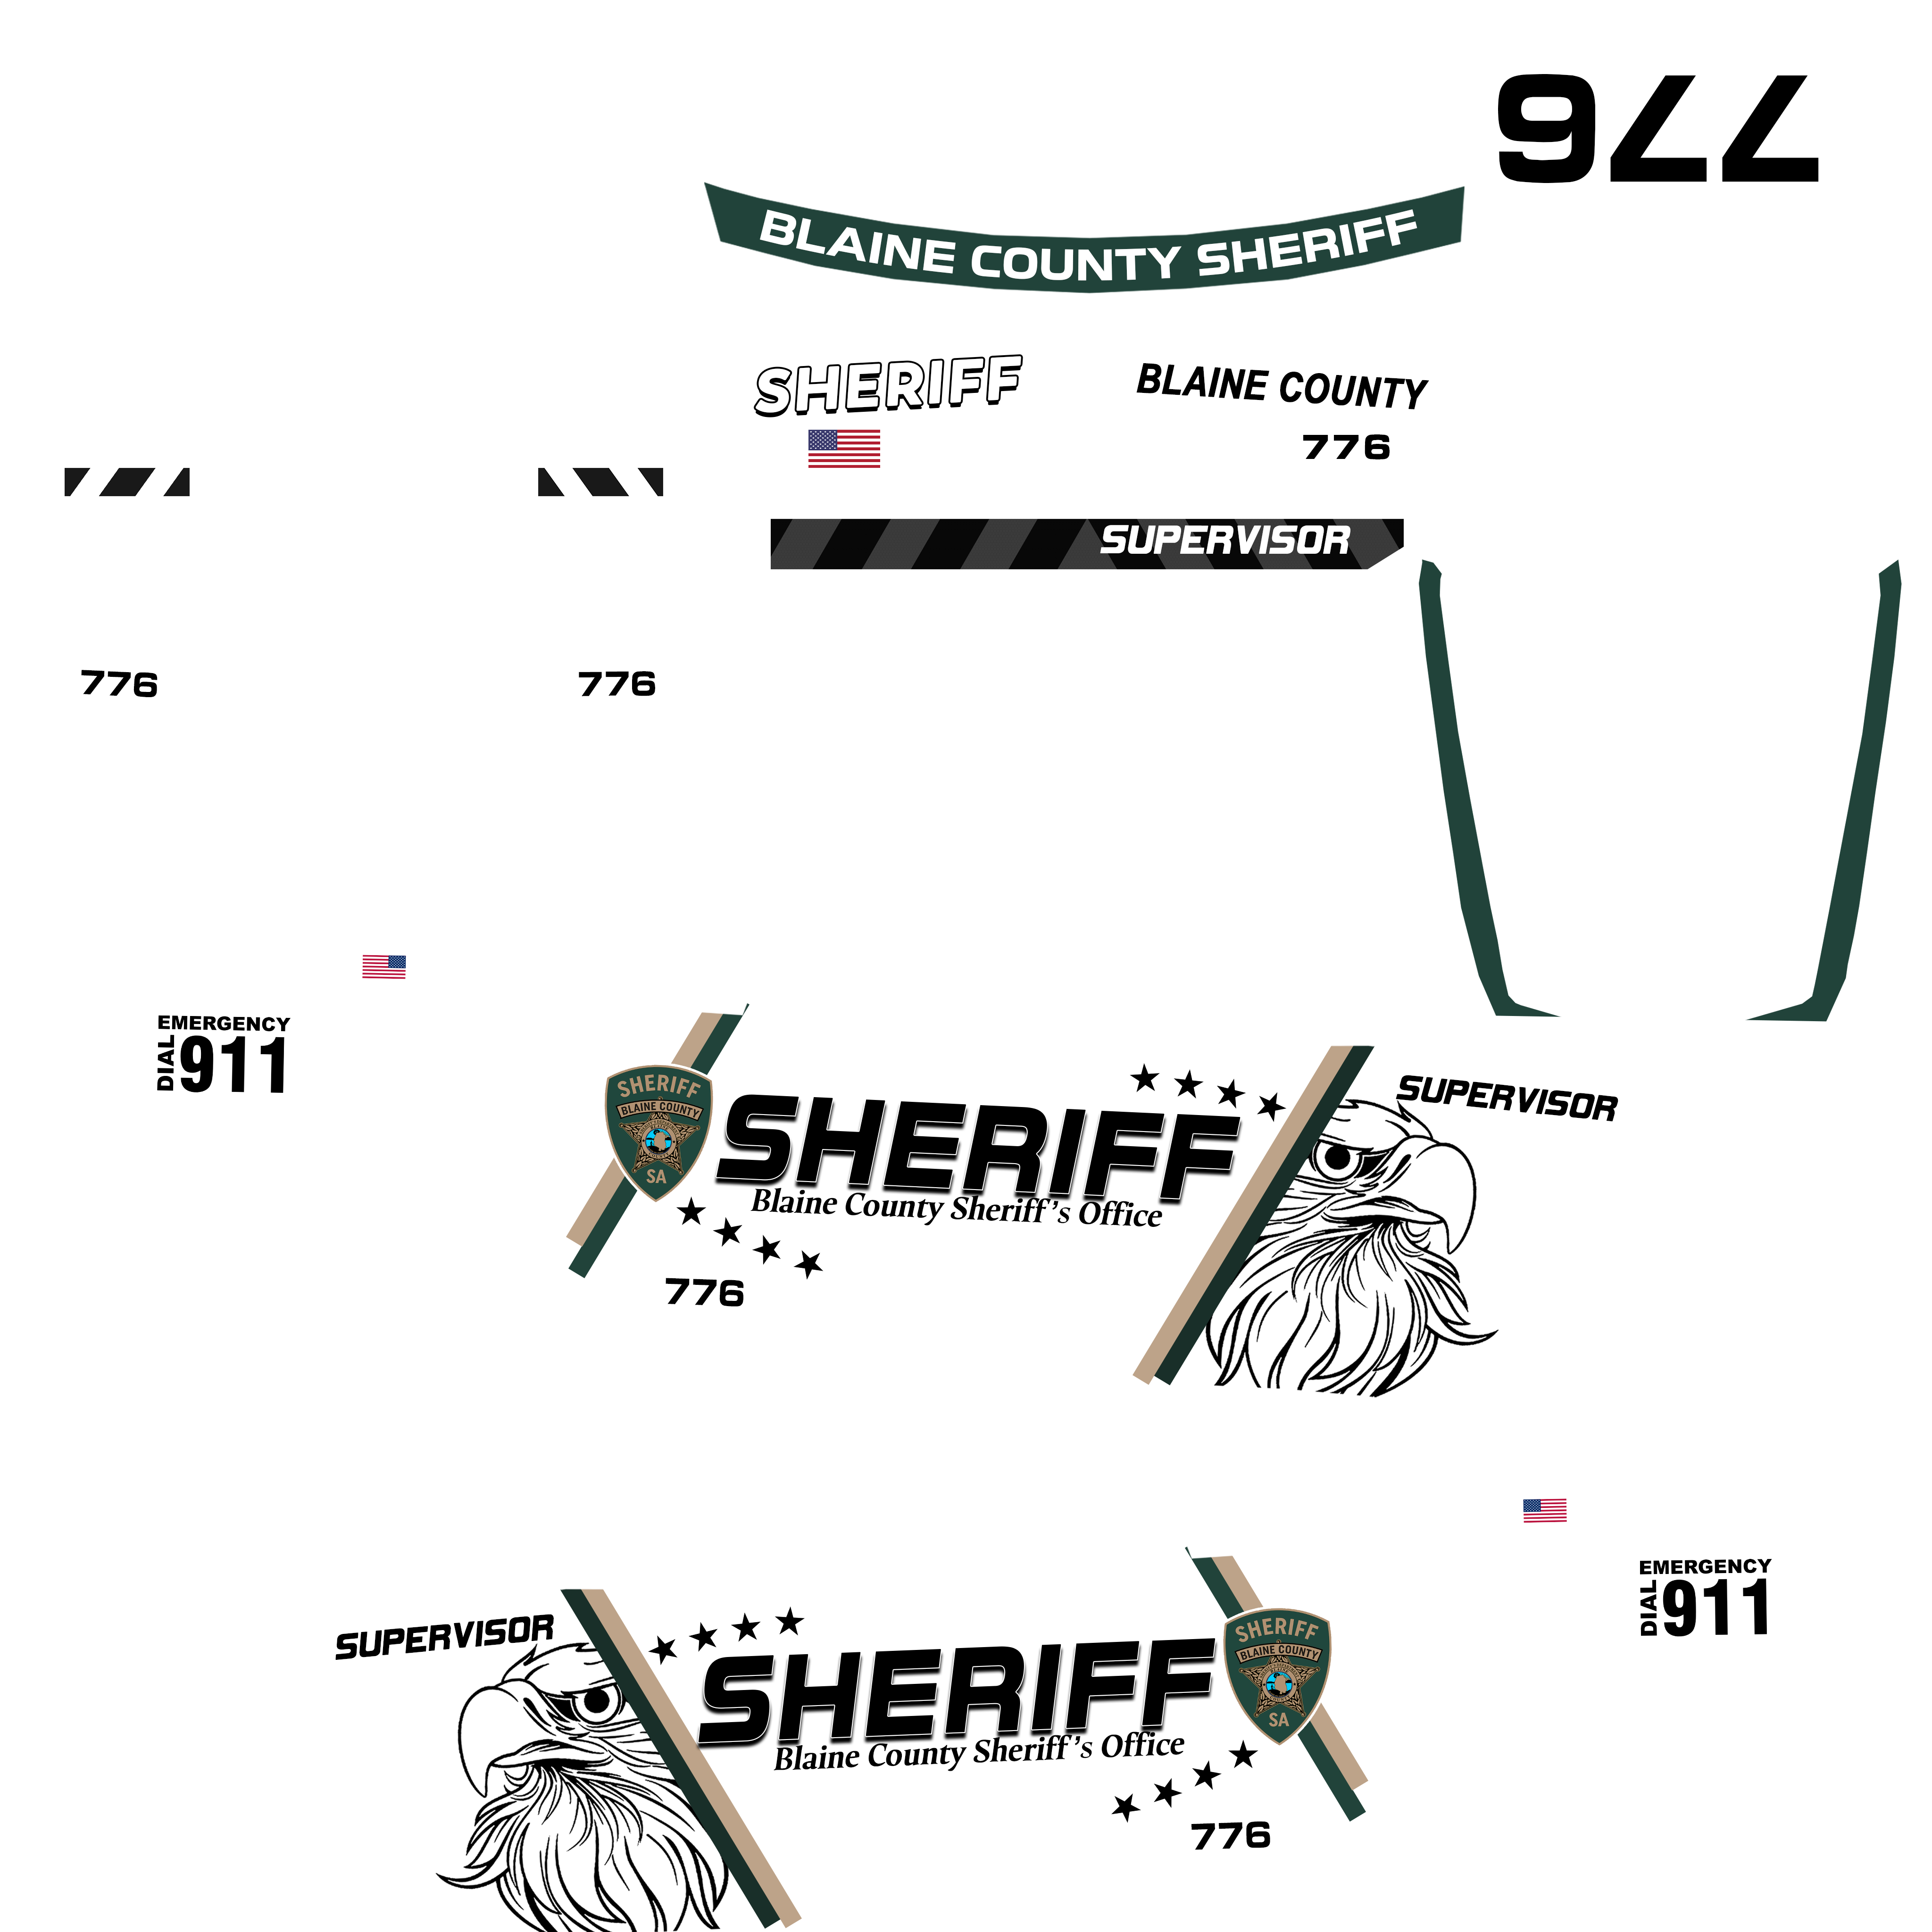 776
BLAINE COUNTY SHERIFF
SHERIFF
BLAINE COUNTY
776
SUPERVISOR
776
776
EMERGENCY
DIAL 911
SHERIFF
BLAINE COUNTY
SA
SHERIFF
Blaine County Sheriff's Office
776
SUPERVISOR
SUPERVISOR
SHERIFF
Blaine County Sheriff's Office
SHERIFF
BLAINE COUNTY
SA
776
EMERGENCY
DIAL 911